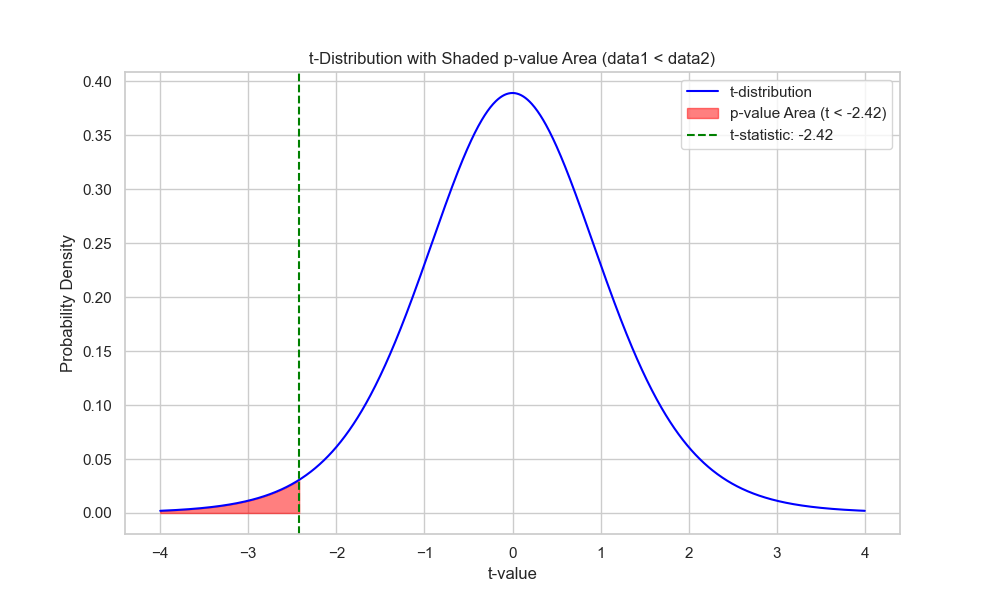 t-Distribution with Shaded p-value Area (data1 < data2)
t-distribution
p-value Area (t < -2.42)
t-statistic: -2.42
Probability Density
0.40
0.35
0.30
0.25
0.20
0.15
0.10
0.05
0.00
−4 −3 −2 −1 0 1 2 3 4
t-value